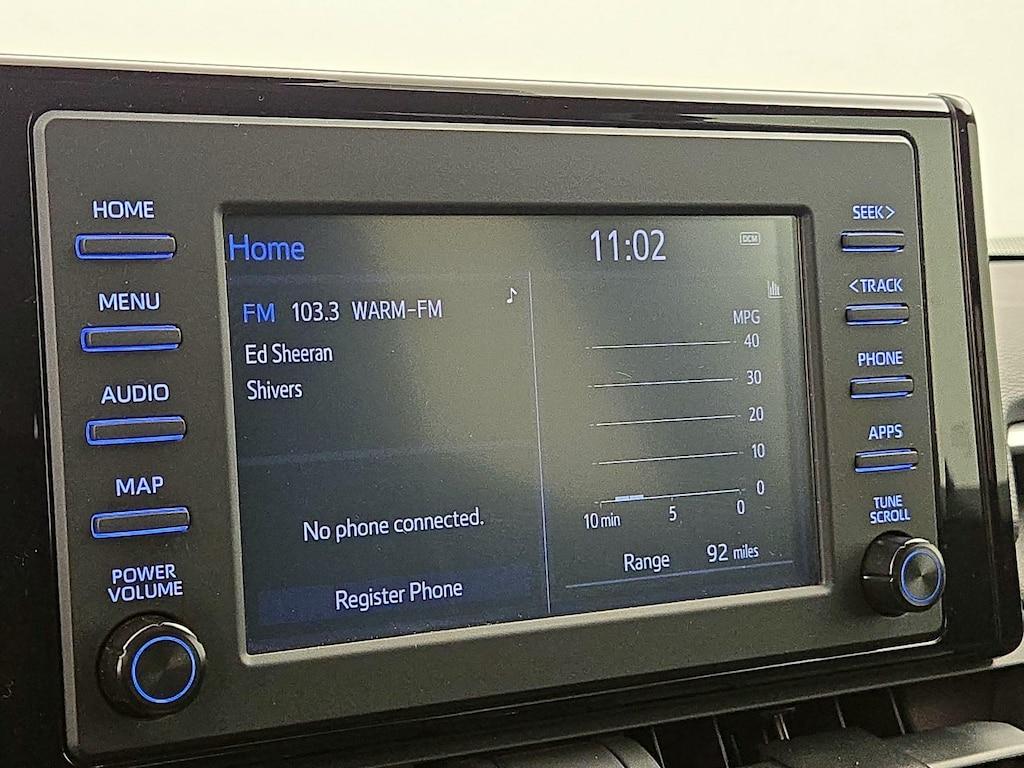 HOME
MENU
AUDIO
MAP
POWER
VOLUME
Home
11:02
DCM
FM 103.3 WARM-FM
Ed Sheeran
Shivers
No phone connected.
Register Phone
MPG
40
30
20
10
0
10 min 5 0
Range 92 miles
SEEK>
<TRACK
PHONE
APPS
TUNE
SCROLL